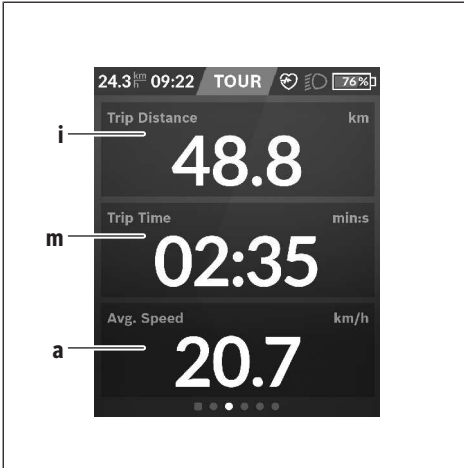 24.3 km/h 09:22 TOUR 76%
i Trip Distance km
48.8
m Trip Time min:s
02:35
a Avg. Speed km/h
20.7